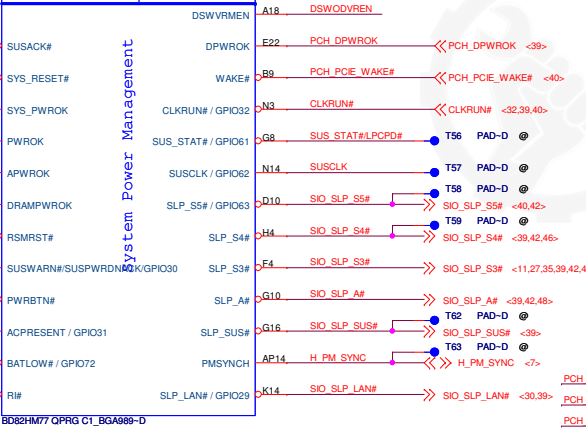 DSWVRMEN A18 DSWODVREN
SUSACK# DPWROK E22 PCH_DPWROK PCH_DPWROK <39>
SYS_RESET# WAKE# B9 PCH_PCIE_WAKE# PCH_PCIE_WAKE# <40>
SYS_PWROK CLKRUN# / GPIO32 N3 CLKRUN# CLKRUN# <32,39,40>
PWROK SUS_STAT# / GPIO61 G8 SUS_STAT#/LPCPD# T56 PAD~D @
APWROK SUSCLK / GPIO62 N14 SUSCLK T57 PAD~D @
T58 PAD~D @
DRAMPWROK SLP_S5# / GPIO63 D10 SIO_SLP_S5# SIO_SLP_S5# <40,42>
T59 PAD~D @
RSMRST# SLP_S4# H4 SIO_SLP_S4# SIO_SLP_S4# <39,42,46>
SUSWARN#/SUSPWRDNACK/GPIO30 SLP_S3# F4 SIO_SLP_S3# SIO_SLP_S3# <11,27,35,39,42,4
PWRBTN# SLP_A# G10 SIO_SLP_A# SIO_SLP_A# <39,42,48>
T62 PAD~D @
ACPRESENT / GPIO31 SLP_SUS# G16 SIO_SLP_SUS# SIO_SLP_SUS# <39>
T63 PAD~D @
BATLOW# / GPIO72 PMSYNCH AP14 H_PM_SYNC H_PM_SYNC <7>
RI# SLP_LAN# / GPIO29 K14 SIO_SLP_LAN# SIO_SLP_LAN# <30,39>
System Power Management
PCH
PCH
PCH
BD82HM77 QPRG C1_BGA989~D